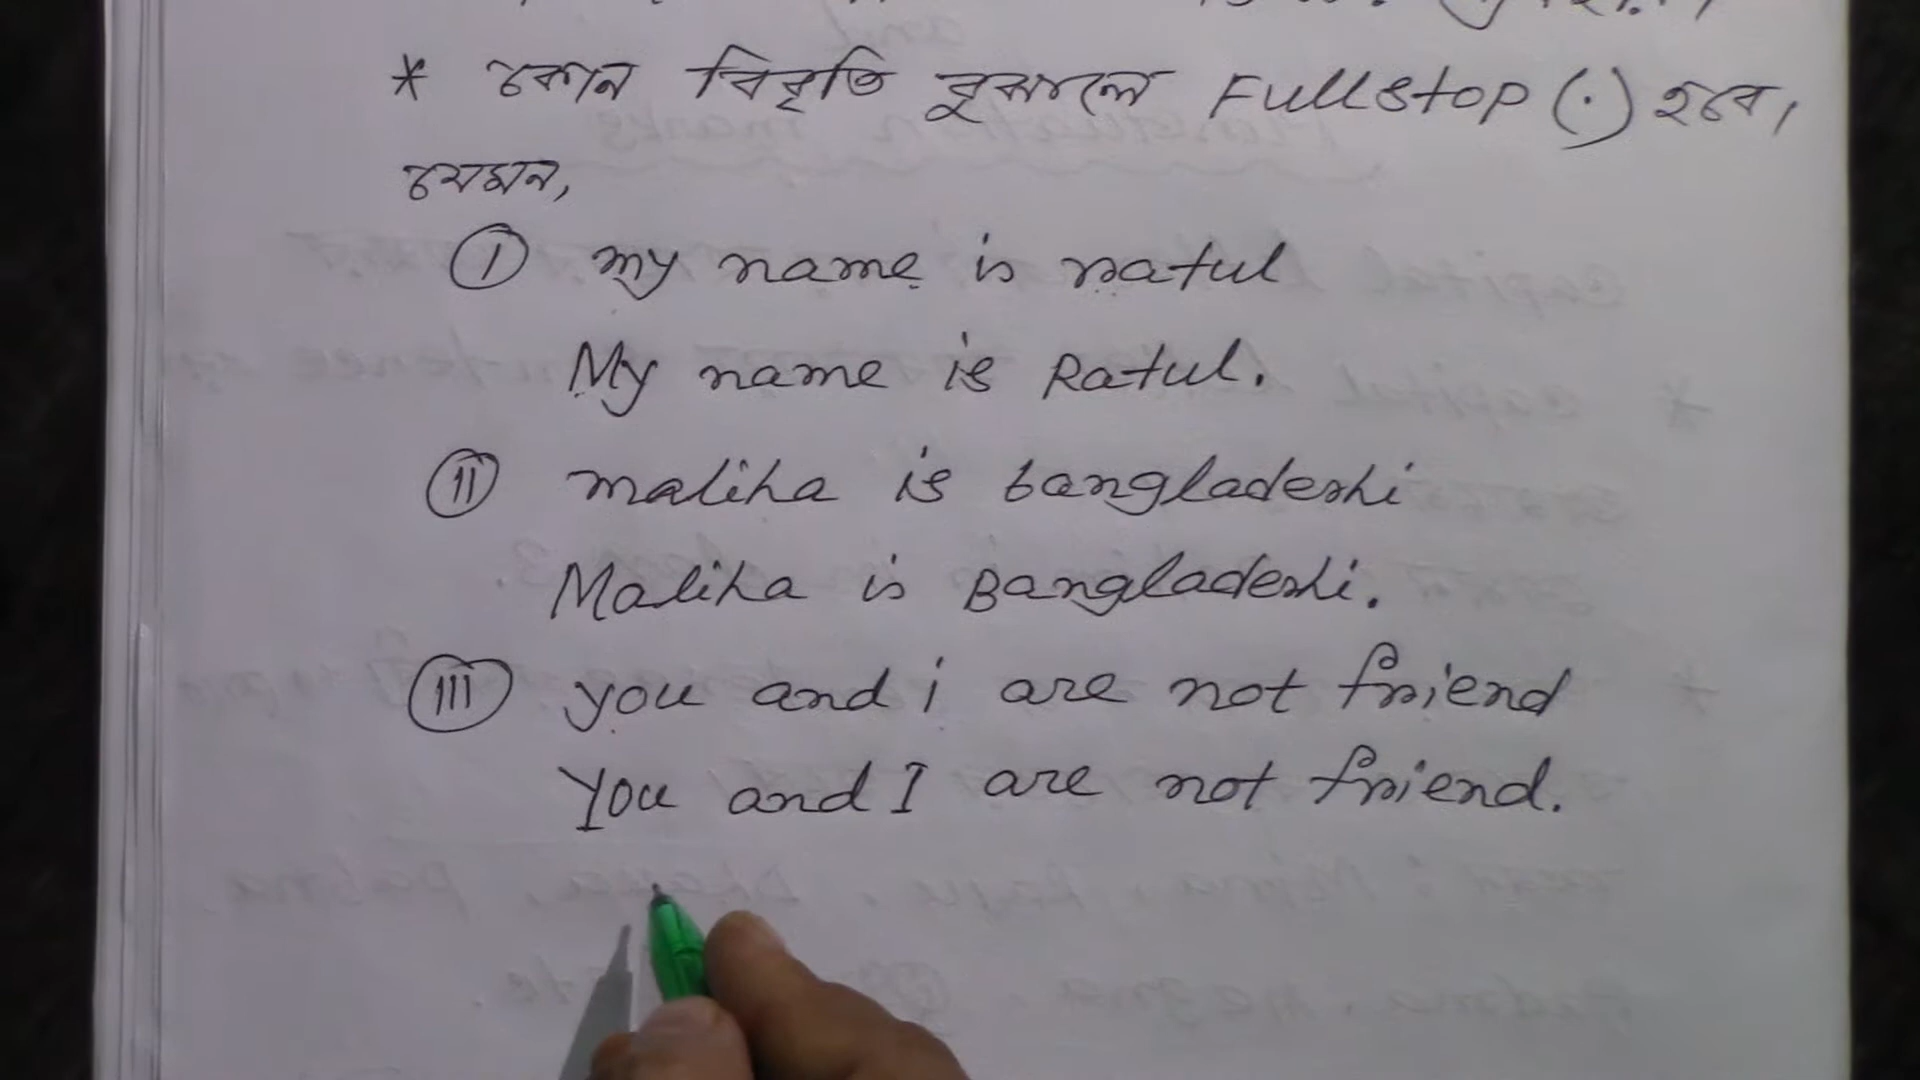 * কোন বিবৃতি বুঝালে Fullstop (.) হবে।
যেমন,
(i) my name is ratul
My name is Ratul.
(ii) maliha is bangladeshi
Maliha is Bangladeshi.
(iii) you and i are not friend
You and I are not friend.